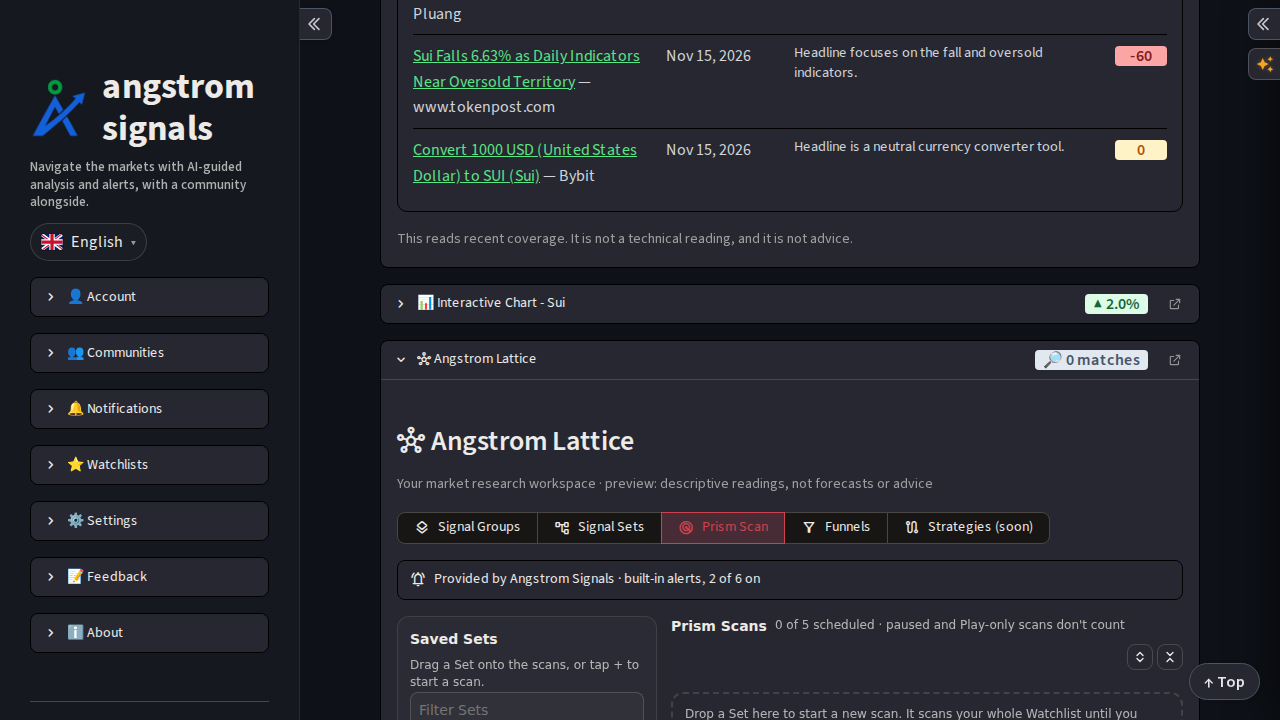 angstrom
signals
Navigate the markets with AI-guided
analysis and alerts, with a community
alongside.
English
Account
Communities
Notifications
Watchlists
Settings
Feedback
About
Pluang
Sui Falls 6.63% as Daily Indicators
Near Oversold Territory —
www.tokenpost.com
Nov 15, 2026
Headline focuses on the fall and oversold
indicators.
-60
Convert 1000 USD (United States
Dollar) to SUI (Sui) — Bybit
Nov 15, 2026
Headline is a neutral currency converter tool.
0
This reads recent coverage. It is not a technical reading, and it is not advice.
Interactive Chart - Sui
▲ 2.0%
Angstrom Lattice
0 matches
Angstrom Lattice
Your market research workspace · preview: descriptive readings, not forecasts or advice
Signal Groups
Signal Sets
Prism Scan
Funnels
Strategies (soon)
Provided by Angstrom Signals · built-in alerts, 2 of 6 on
Saved Sets
Drag a Set onto the scans, or tap + to
start a scan.
Filter Sets
Prism Scans 0 of 5 scheduled · paused and Play-only scans don't count
Drop a Set here to start a new scan. It scans your whole Watchlist until you
↑ Top